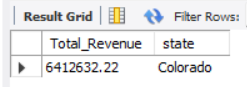 Result Grid Filter Rows:
Total_Revenue state
6412632.22 Colorado